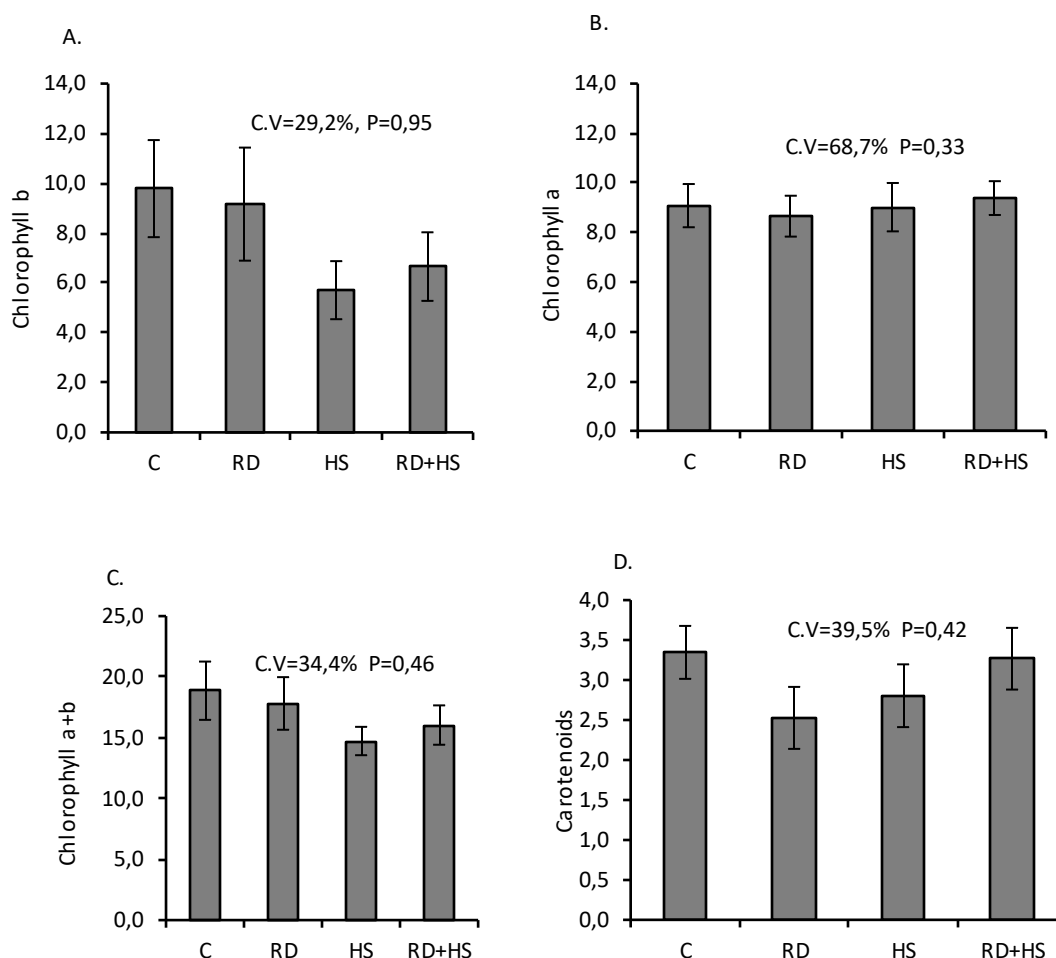 A.
14,0
12,0
10,0
8,0
6,0
4,0
2,0
0,0
Chlorophyll b
C.V=29,2%, P=0,95
C RD HS RD+HS
B.
14,0
12,0
10,0
8,0
6,0
4,0
2,0
0,0
Chlorophyll a
C.V=68,7% P=0,33
C RD HS RD+HS
C.
25,0
20,0
15,0
10,0
5,0
0,0
Chlorophyll a+b
C.V=34,4% P=0,46
C RD HS RD+HS
D.
4,0
3,5
3,0
2,5
2,0
1,5
1,0
0,5
0,0
Carotenoids
C.V=39,5% P=0,42
C RD HS RD+HS